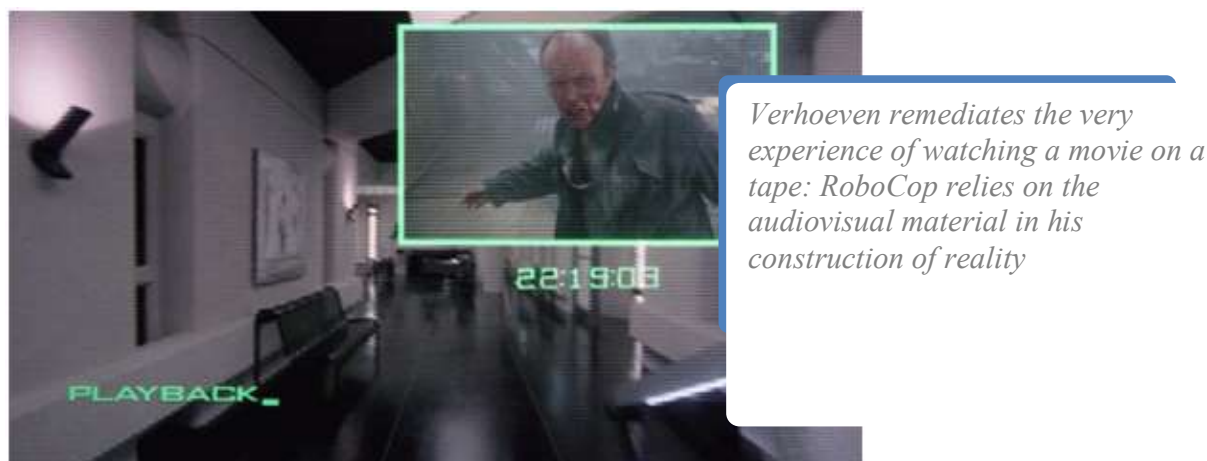 Verhoeven remediates the very
experience of watching a movie on a
tape: RoboCop relies on the
audiovisual material in his
construction of reality
22:19:09
PLAYBACK_